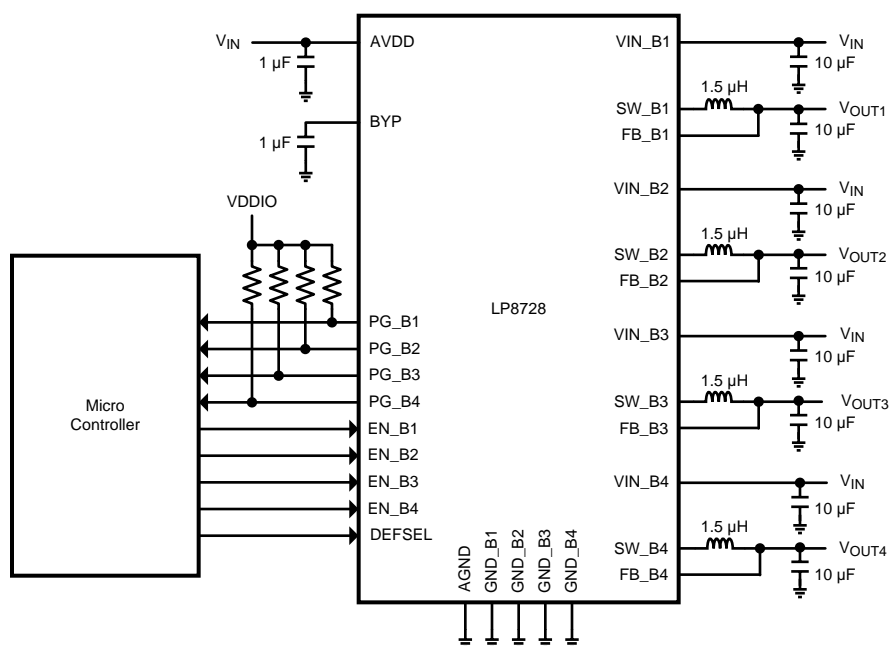 VIN
AVDD
1 µF
BYP
1 µF
VDDIO
Micro
Controller
PG_B1
PG_B2
PG_B3
PG_B4
EN_B1
EN_B2
EN_B3
EN_B4
DEFSEL
LP8728
AGND
GND_B1
GND_B2
GND_B3
GND_B4
VIN_B1
VIN
10 µF
1.5 µH
SW_B1
VOUT1
FB_B1
10 µF
VIN_B2
VIN
10 µF
1.5 µH
SW_B2
VOUT2
FB_B2
10 µF
VIN_B3
VIN
10 µF
1.5 µH
SW_B3
VOUT3
FB_B3
10 µF
VIN_B4
VIN
10 µF
1.5 µH
SW_B4
VOUT4
FB_B4
10 µF